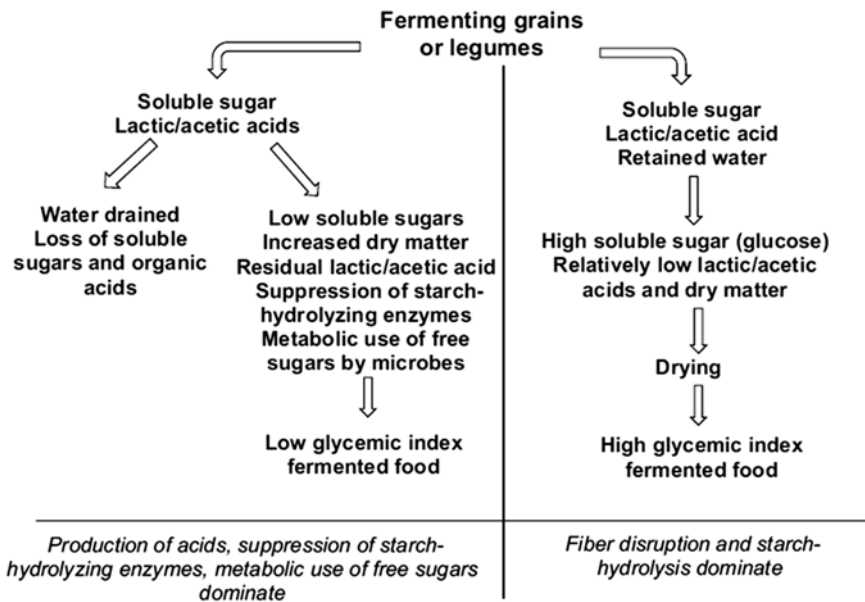 Fermenting grains
or legumes
Soluble sugar
Lactic/acetic acids
Water drained
Loss of soluble
sugars and organic
acids
Low soluble sugars
Increased dry matter
Residual lactic/acetic acid
Suppression of starch-
hydrolyzing enzymes
Metabolic use of free
sugars by microbes
Low glycemic index
fermented food
Production of acids, suppression of starch-
hydrolyzing enzymes, metabolic use of free sugars
dominate
Soluble sugar
Lactic/acetic acid
Retained water
High soluble sugar (glucose)
Relatively low lactic/acetic
acids and dry matter
Drying
High glycemic index
fermented food
Fiber disruption and starch-
hydrolysis dominate